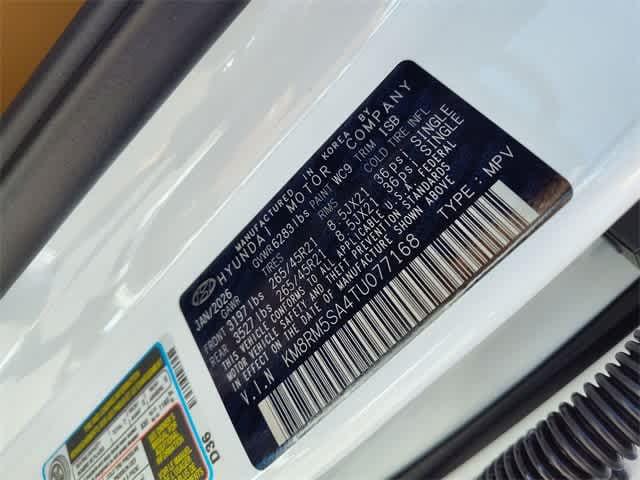 MANUFACTURED IN KOREA BY
HYUNDAI MOTOR COMPANY
JAN/2026 GVWR 6283 lbs PAINT WC9 TRIM ISB
GAWR TIRES RIMS COLD TIRE INFL.
FRONT 3197 lbs 265/45R21 8.5JX21 36psi SINGLE
REAR 3527 lbs 265/45R21 8.5JX21 36psi SINGLE
THIS VEHICLE CONFORMS TO ALL APPLICABLE U.S.A FEDERAL
MOTOR VEHICLE SAFETY AND THEFT PREVENTION STANDARDS
IN EFFECT ON THE DATE OF MANUFACTURE SHOWN ABOVE.
V.I.N KM8RM5SA4TU077168 TYPE : MPV
D36